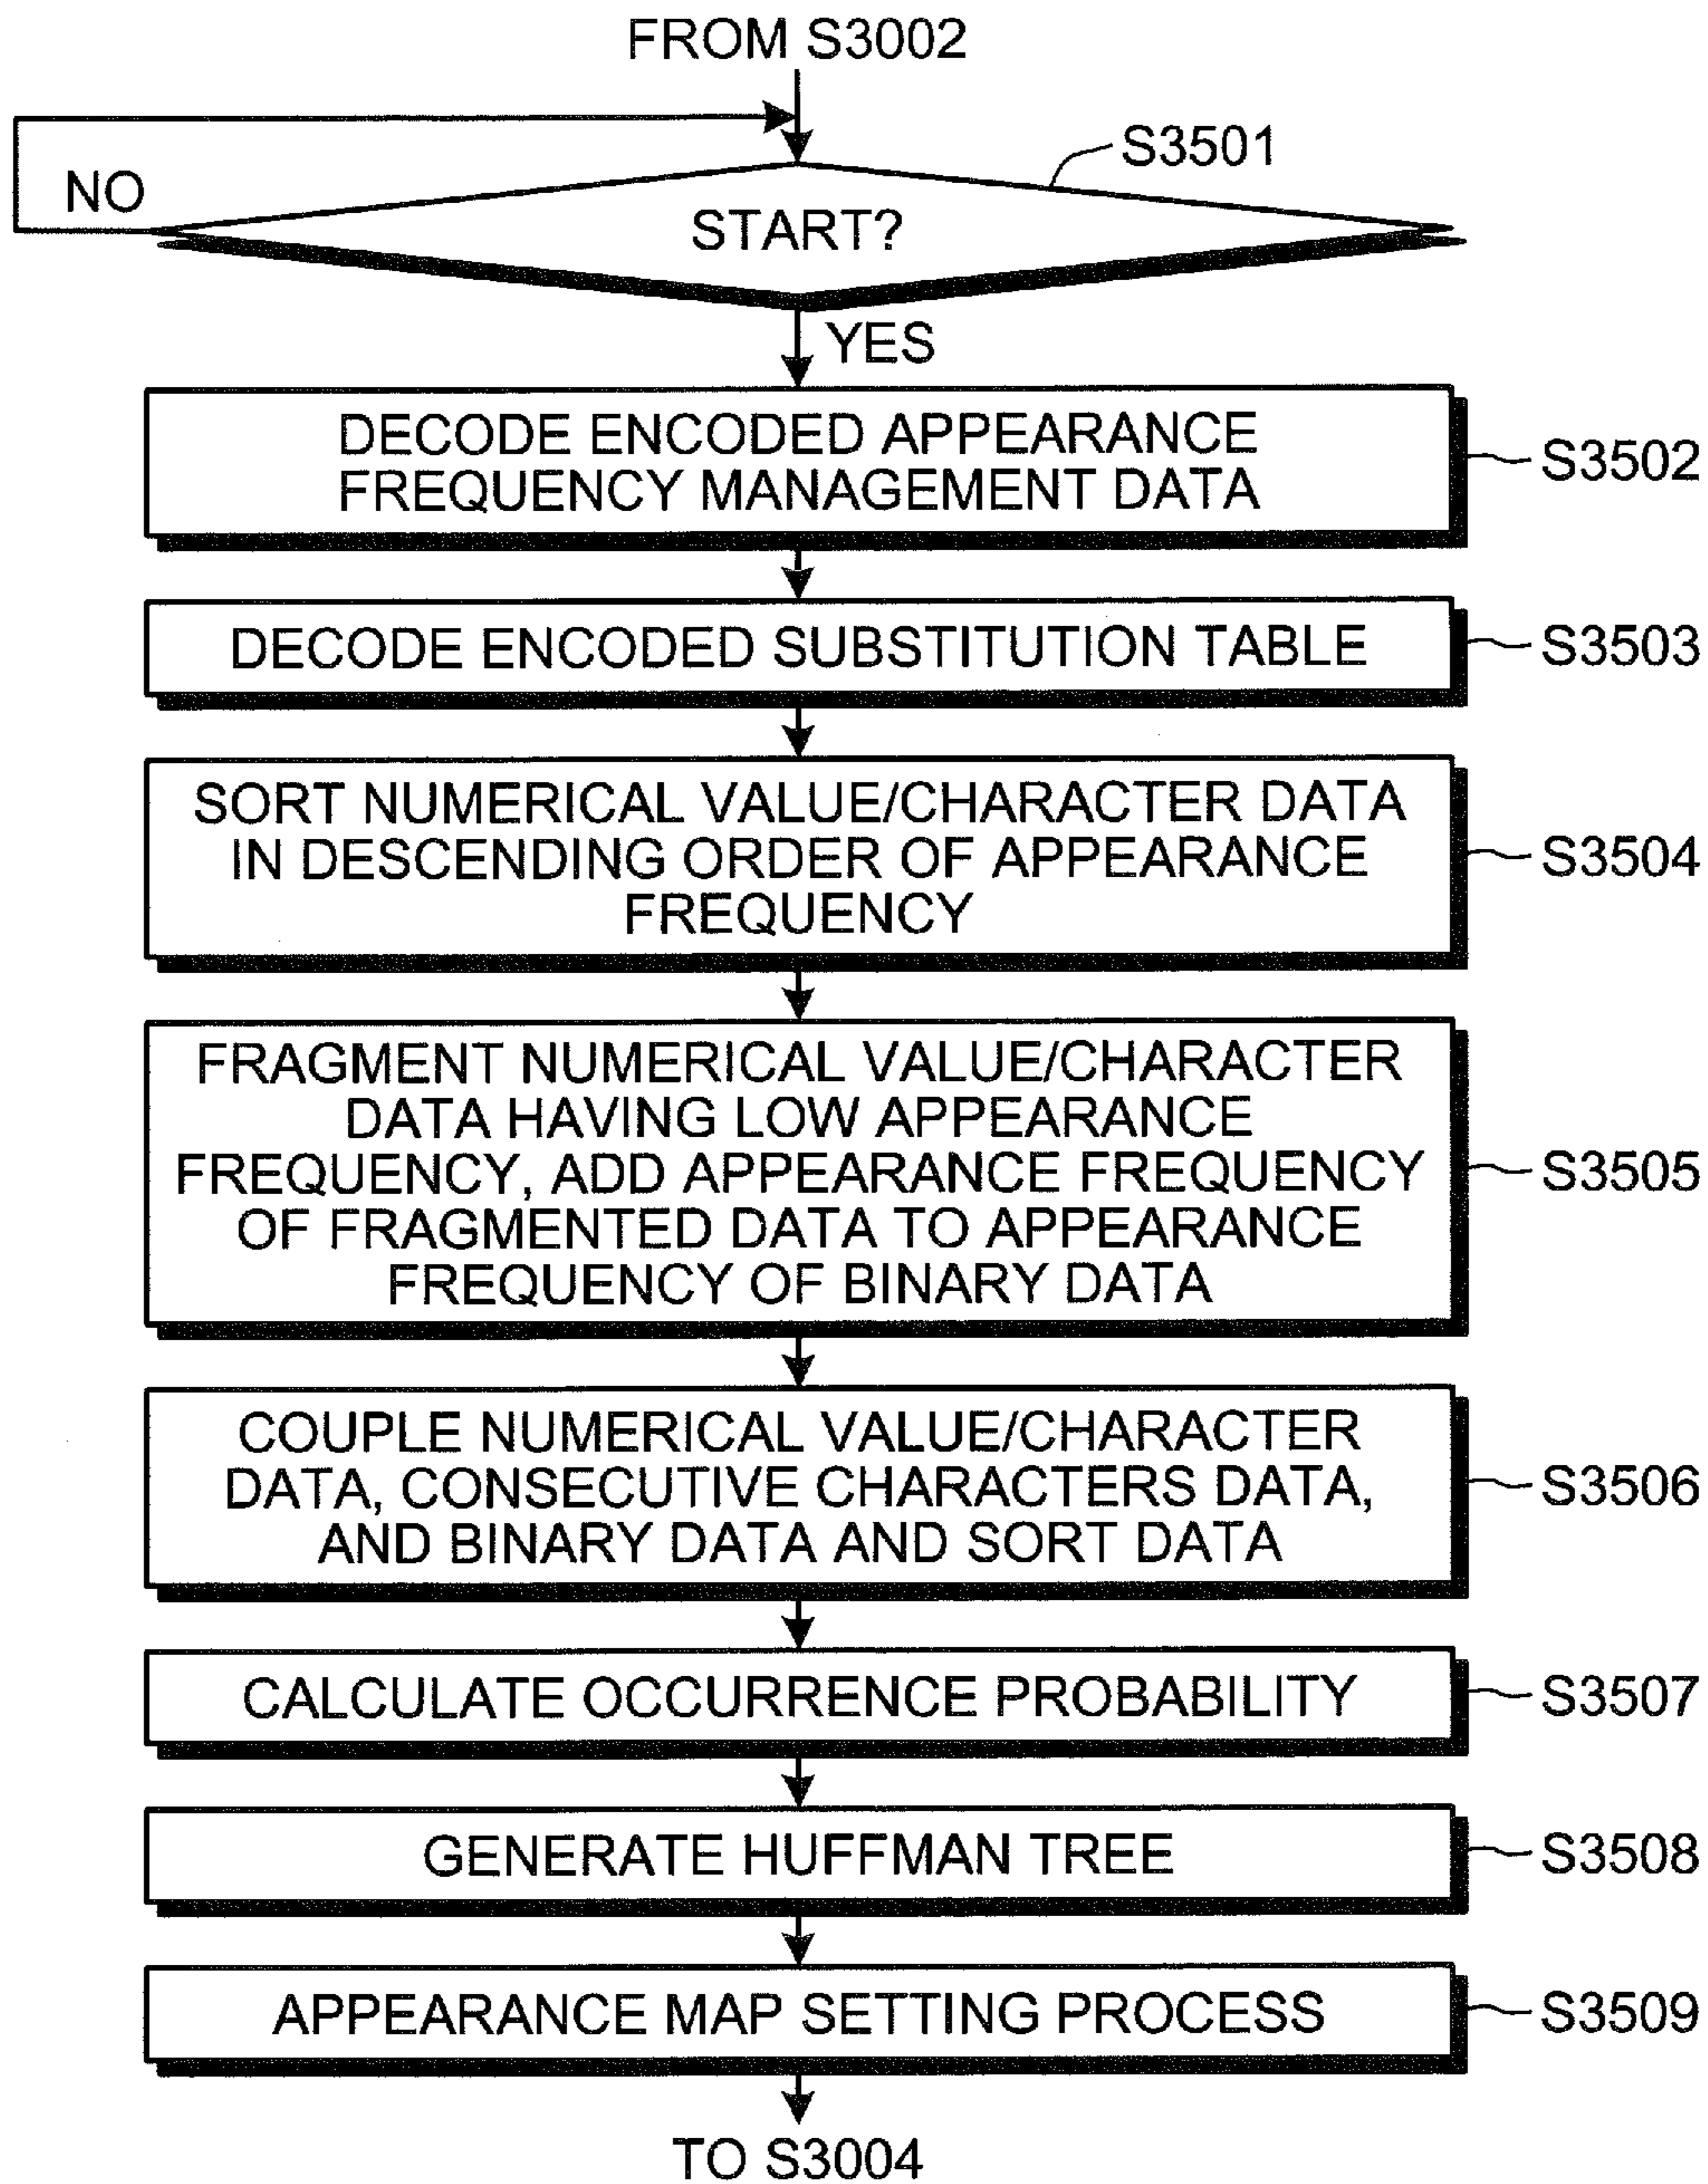 FROM S3002
S3501
NO
START?
YES
DECODE ENCODED APPEARANCE
FREQUENCY MANAGEMENT DATA
S3502
DECODE ENCODED SUBSTITUTION TABLE
S3503
SORT NUMERICAL VALUE/CHARACTER DATA
IN DESCENDING ORDER OF APPEARANCE
FREQUENCY
S3504
FRAGMENT NUMERICAL VALUE/CHARACTER
DATA HAVING LOW APPEARANCE
FREQUENCY, ADD APPEARANCE FREQUENCY
OF FRAGMENTED DATA TO APPEARANCE
FREQUENCY OF BINARY DATA
S3505
COUPLE NUMERICAL VALUE/CHARACTER
DATA, CONSECUTIVE CHARACTERS DATA,
AND BINARY DATA AND SORT DATA
S3506
CALCULATE OCCURRENCE PROBABILITY
S3507
GENERATE HUFFMAN TREE
S3508
APPEARANCE MAP SETTING PROCESS
S3509
TO S3004